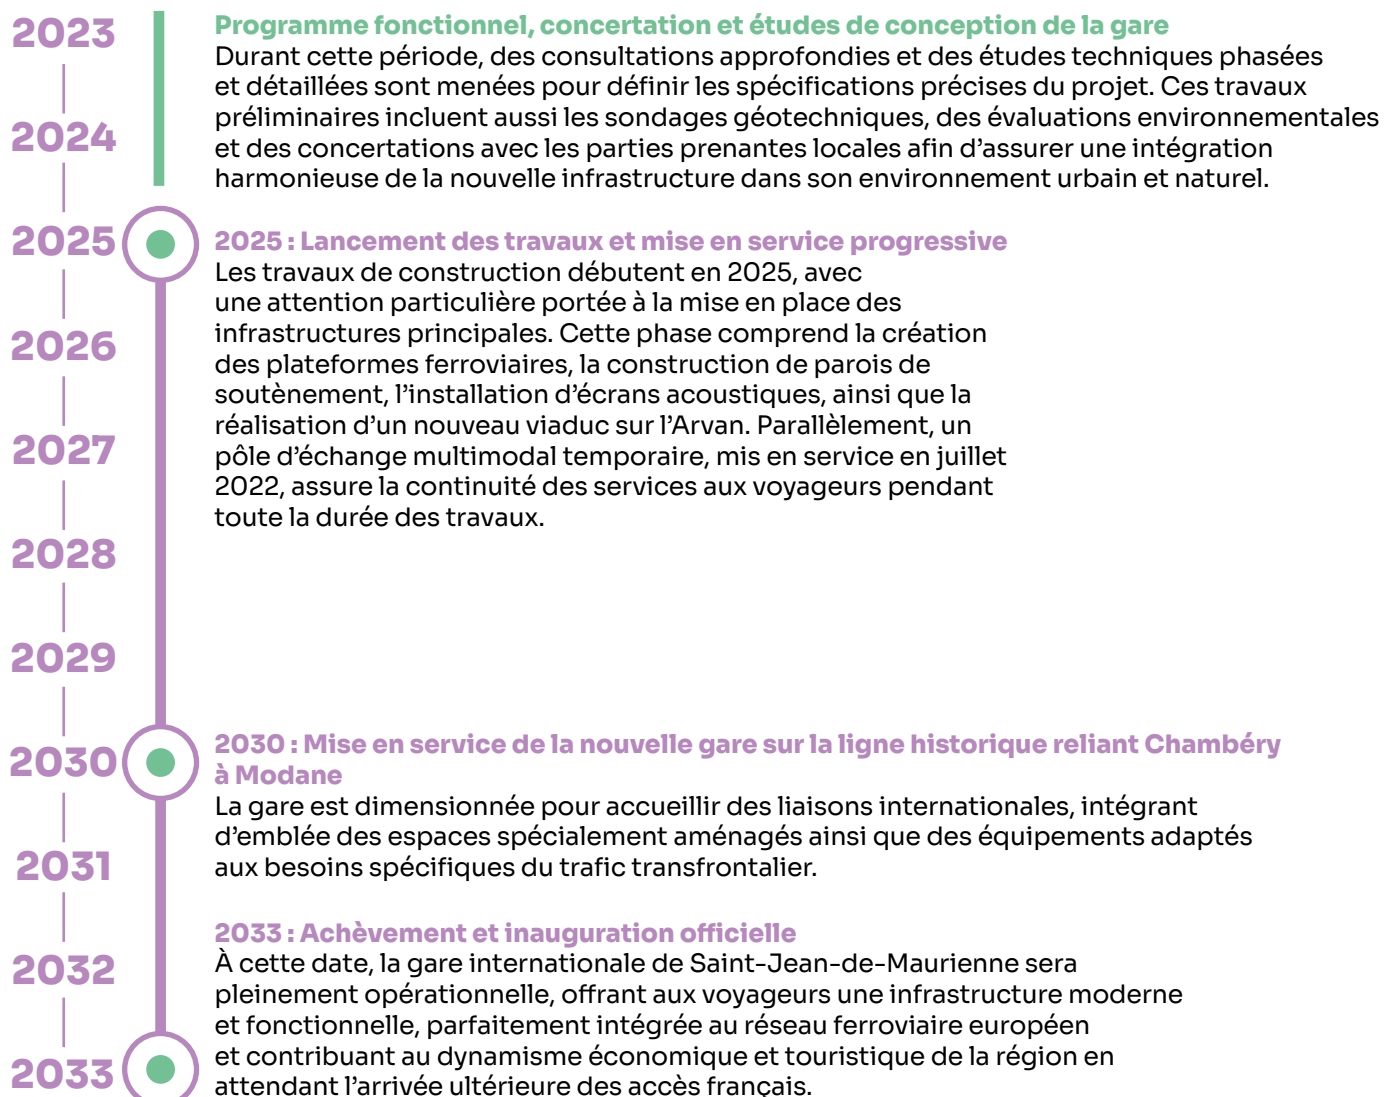 2023
Programme fonctionnel, concertation et études de conception de la gare
Durant cette période, des consultations approfondies et des études techniques phasées
et détaillées sont menées pour définir les spécifications précises du projet. Ces travaux
préliminaires incluent aussi les sondages géotechniques, des évaluations environnementales
2024
et des concertations avec les parties prenantes locales afin d’assurer une intégration
harmonieuse de la nouvelle infrastructure dans son environnement urbain et naturel.
2025
2025 : Lancement des travaux et mise en service progressive
Les travaux de construction débutent en 2025, avec
une attention particulière portée à la mise en place des
infrastructures principales. Cette phase comprend la création
2026
des plateformes ferroviaires, la construction de parois de
soutènement, l’installation d’écrans acoustiques, ainsi que la
réalisation d’un nouveau viaduc sur l’Arvan. Parallèlement, un
2027
pôle d’échange multimodal temporaire, mis en service en juillet
2022, assure la continuité des services aux voyageurs pendant
toute la durée des travaux.
2028
2029
2030
2030 : Mise en service de la nouvelle gare sur la ligne historique reliant Chambéry
à Modane
La gare est dimensionnée pour accueillir des liaisons internationales, intégrant
d’emblée des espaces spécialement aménagés ainsi que des équipements adaptés
aux besoins spécifiques du trafic transfrontalier.
2031
2033 : Achèvement et inauguration officielle
À cette date, la gare internationale de Saint-Jean-de-Maurienne sera
2032
pleinement opérationnelle, offrant aux voyageurs une infrastructure moderne
et fonctionnelle, parfaitement intégrée au réseau ferroviaire européen
et contribuant au dynamisme économique et touristique de la région en
2033
attendant l’arrivée ultérieure des accès français.